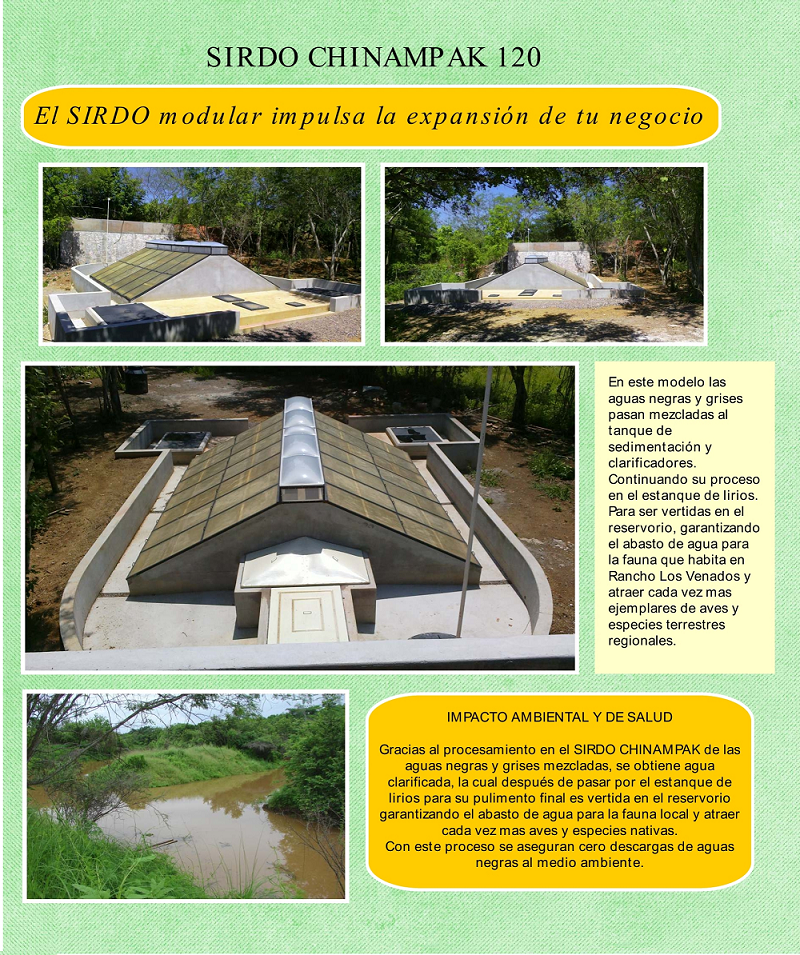 SIRDO CHINAMPAK 120
El SIRDO modular impulsa la expansión de tu negocio
En este modelo las
aguas negras y grises
pasan mezcladas al
tanque de
sedimentación y
clarificadores.
Continuando su proceso
en el estanque de lirios.
Para ser vertidas en el
reservorio, garantizando
el abasto de agua para
la fauna que habita en
Rancho Los Venados y
atraer cada vez mas
ejemplares de aves y
especies terrestres
regionales.
IMPACTO AMBIENTAL Y DE SALUD
Gracias al procesamiento en el SIRDO CHINAMPAK de las
aguas negras y grises mezcladas, se obtiene agua
clarificada, la cual después de pasar por el estanque de
lirios para su pulimento final es vertida en el reservorio
garantizando el abasto de agua para la fauna local y atraer
cada vez mas aves y especies nativas.
Con este proceso se aseguran cero descargas de aguas
negras al medio ambiente.